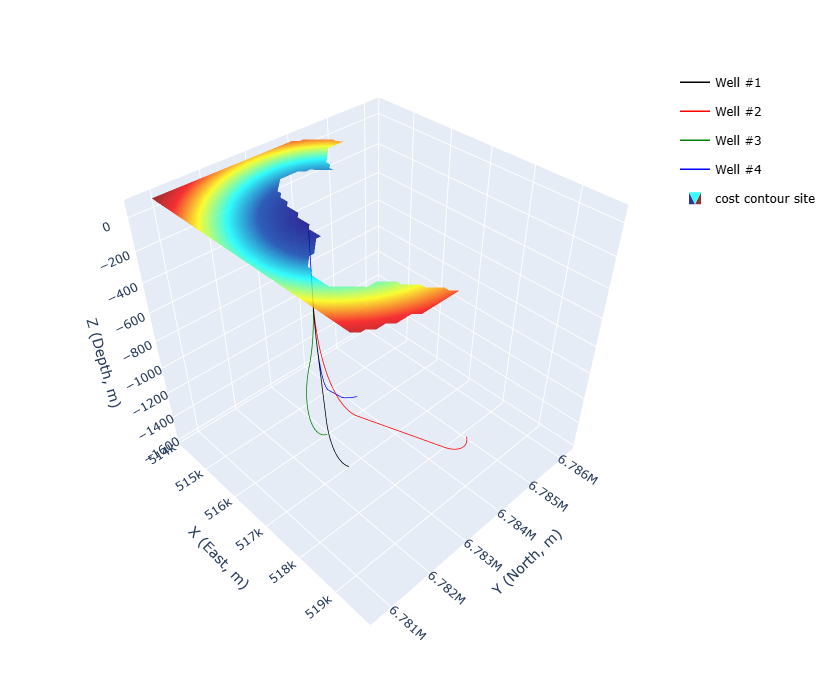 Well #1
Well #2
Well #3
Well #4
cost contour site
0
−200
−400
−600
−800
−1000
−1200
−1400
−1600
Z (Depth, m)
514k
515k
516k
517k
518k
519k
X (East, m)
6.781M
6.782M
6.783M
6.784M
6.785M
6.786M
Y (North, m)